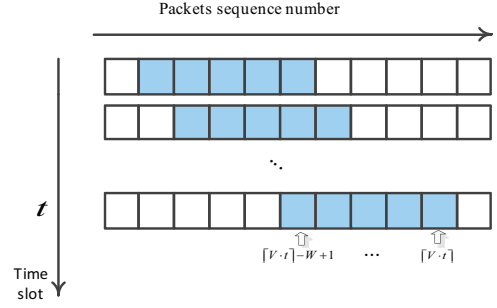 Packets sequence number
⋱
t
⌈V·t⌉−W+1 ⋯ ⌈V·t⌉
Time
slot